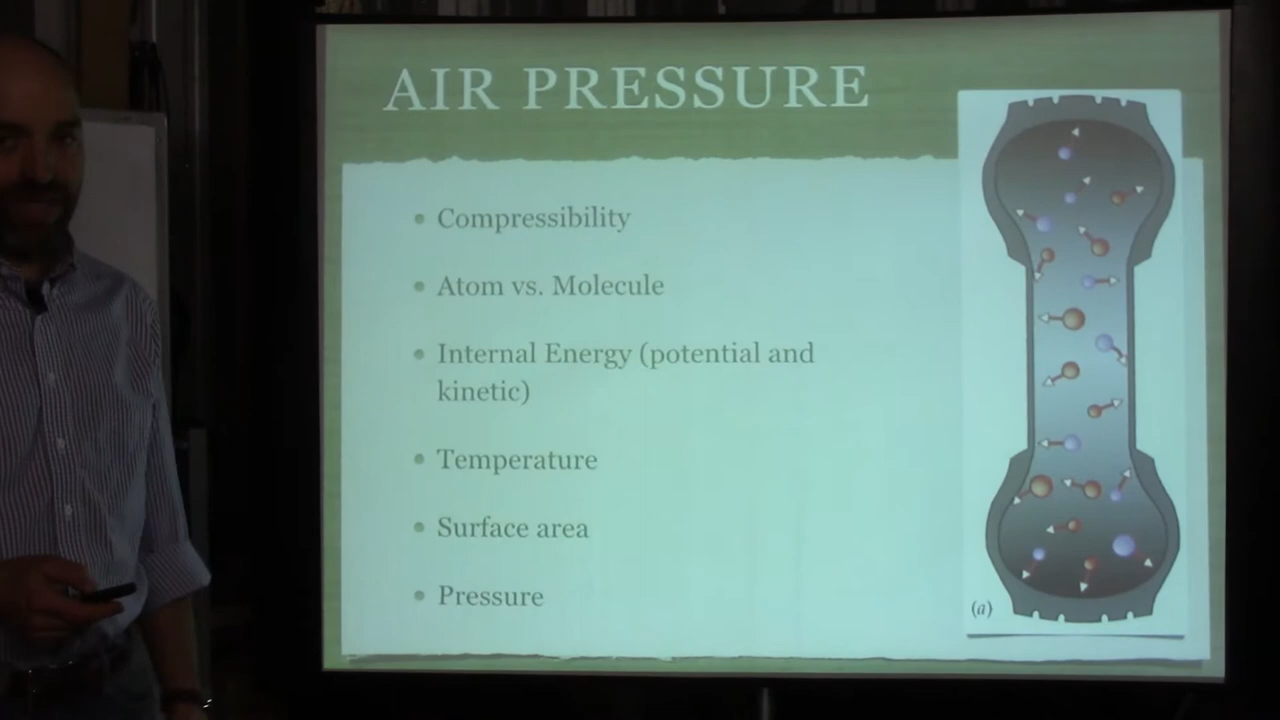 AIR PRESSURE
• Compressibility
• Atom vs. Molecule
• Internal Energy (potential and
kinetic)
• Temperature
• Surface area
• Pressure
(a)